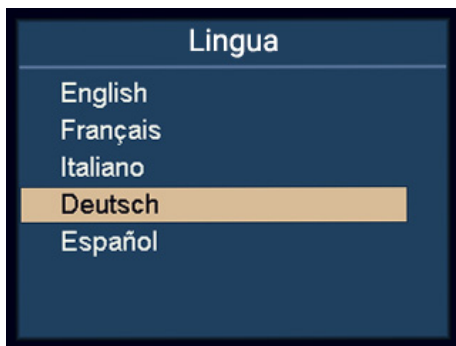 Lingua
English
Français
Italiano
Deutsch
Español